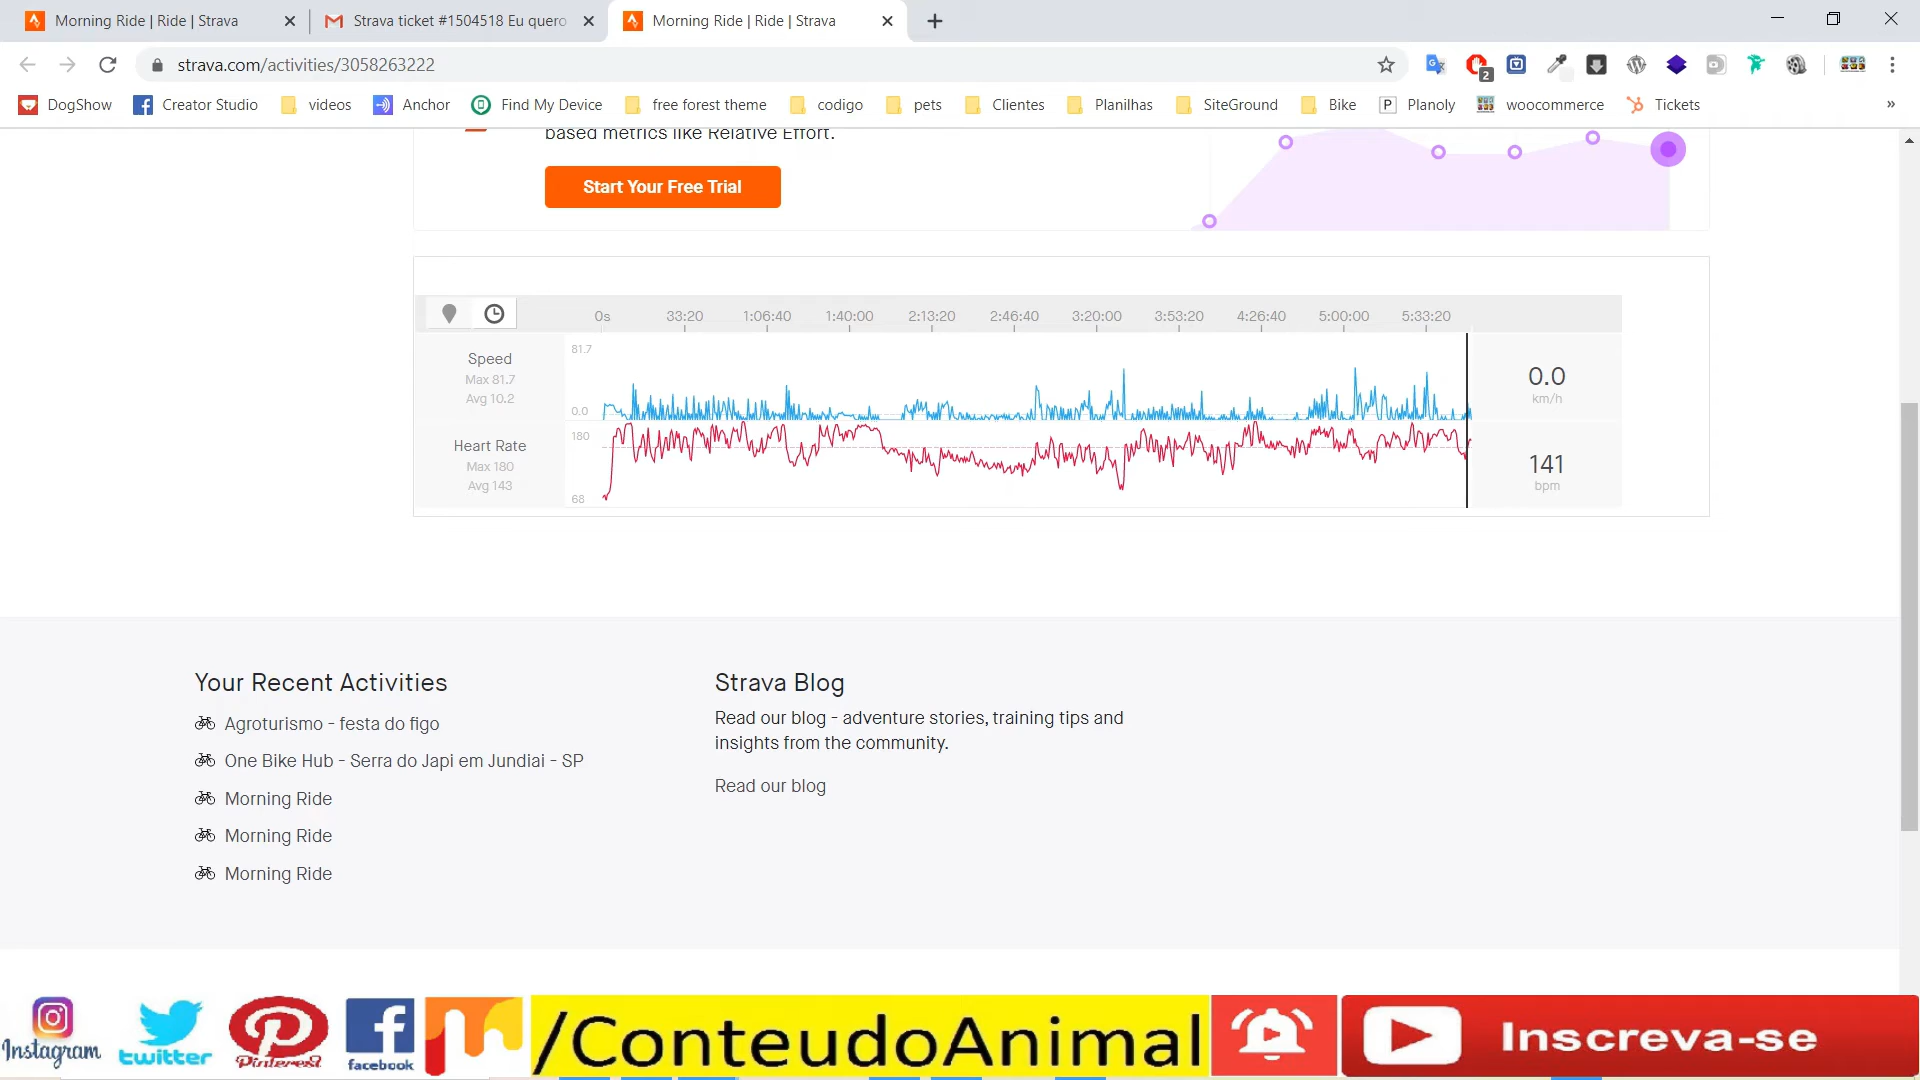 Morning Ride | Ride | Strava
Strava ticket #1504518 Eu quero
Morning Ride | Ride | Strava
strava.com/activities/3058263222
2
DogShow
Creator Studio
videos
Anchor
Find My Device
free forest theme
codigo
pets
Clientes
Planilhas
SiteGround
Bike
P Planoly
woocommerce
Tickets
»
based metrics like Relative Effort.
Start Your Free Trial
0s 33:20 1:06:40 1:40:00 2:13:20 2:46:40 3:20:00 3:53:20 4:26:40 5:00:00 5:33:20
Speed
Max 81.7
Avg 10.2
81.7
0.0
0.0
km/h
Heart Rate
Max 180
Avg 143
180
68
141
bpm
Your Recent Activities
Agroturismo - festa do figo
One Bike Hub - Serra do Japi em Jundiai - SP
Morning Ride
Morning Ride
Morning Ride
Strava Blog
Read our blog - adventure stories, training tips and
insights from the community.
Read our blog
Instagram
twitter
Pinterest
facebook
/ConteudoAnimal
Inscreva-se